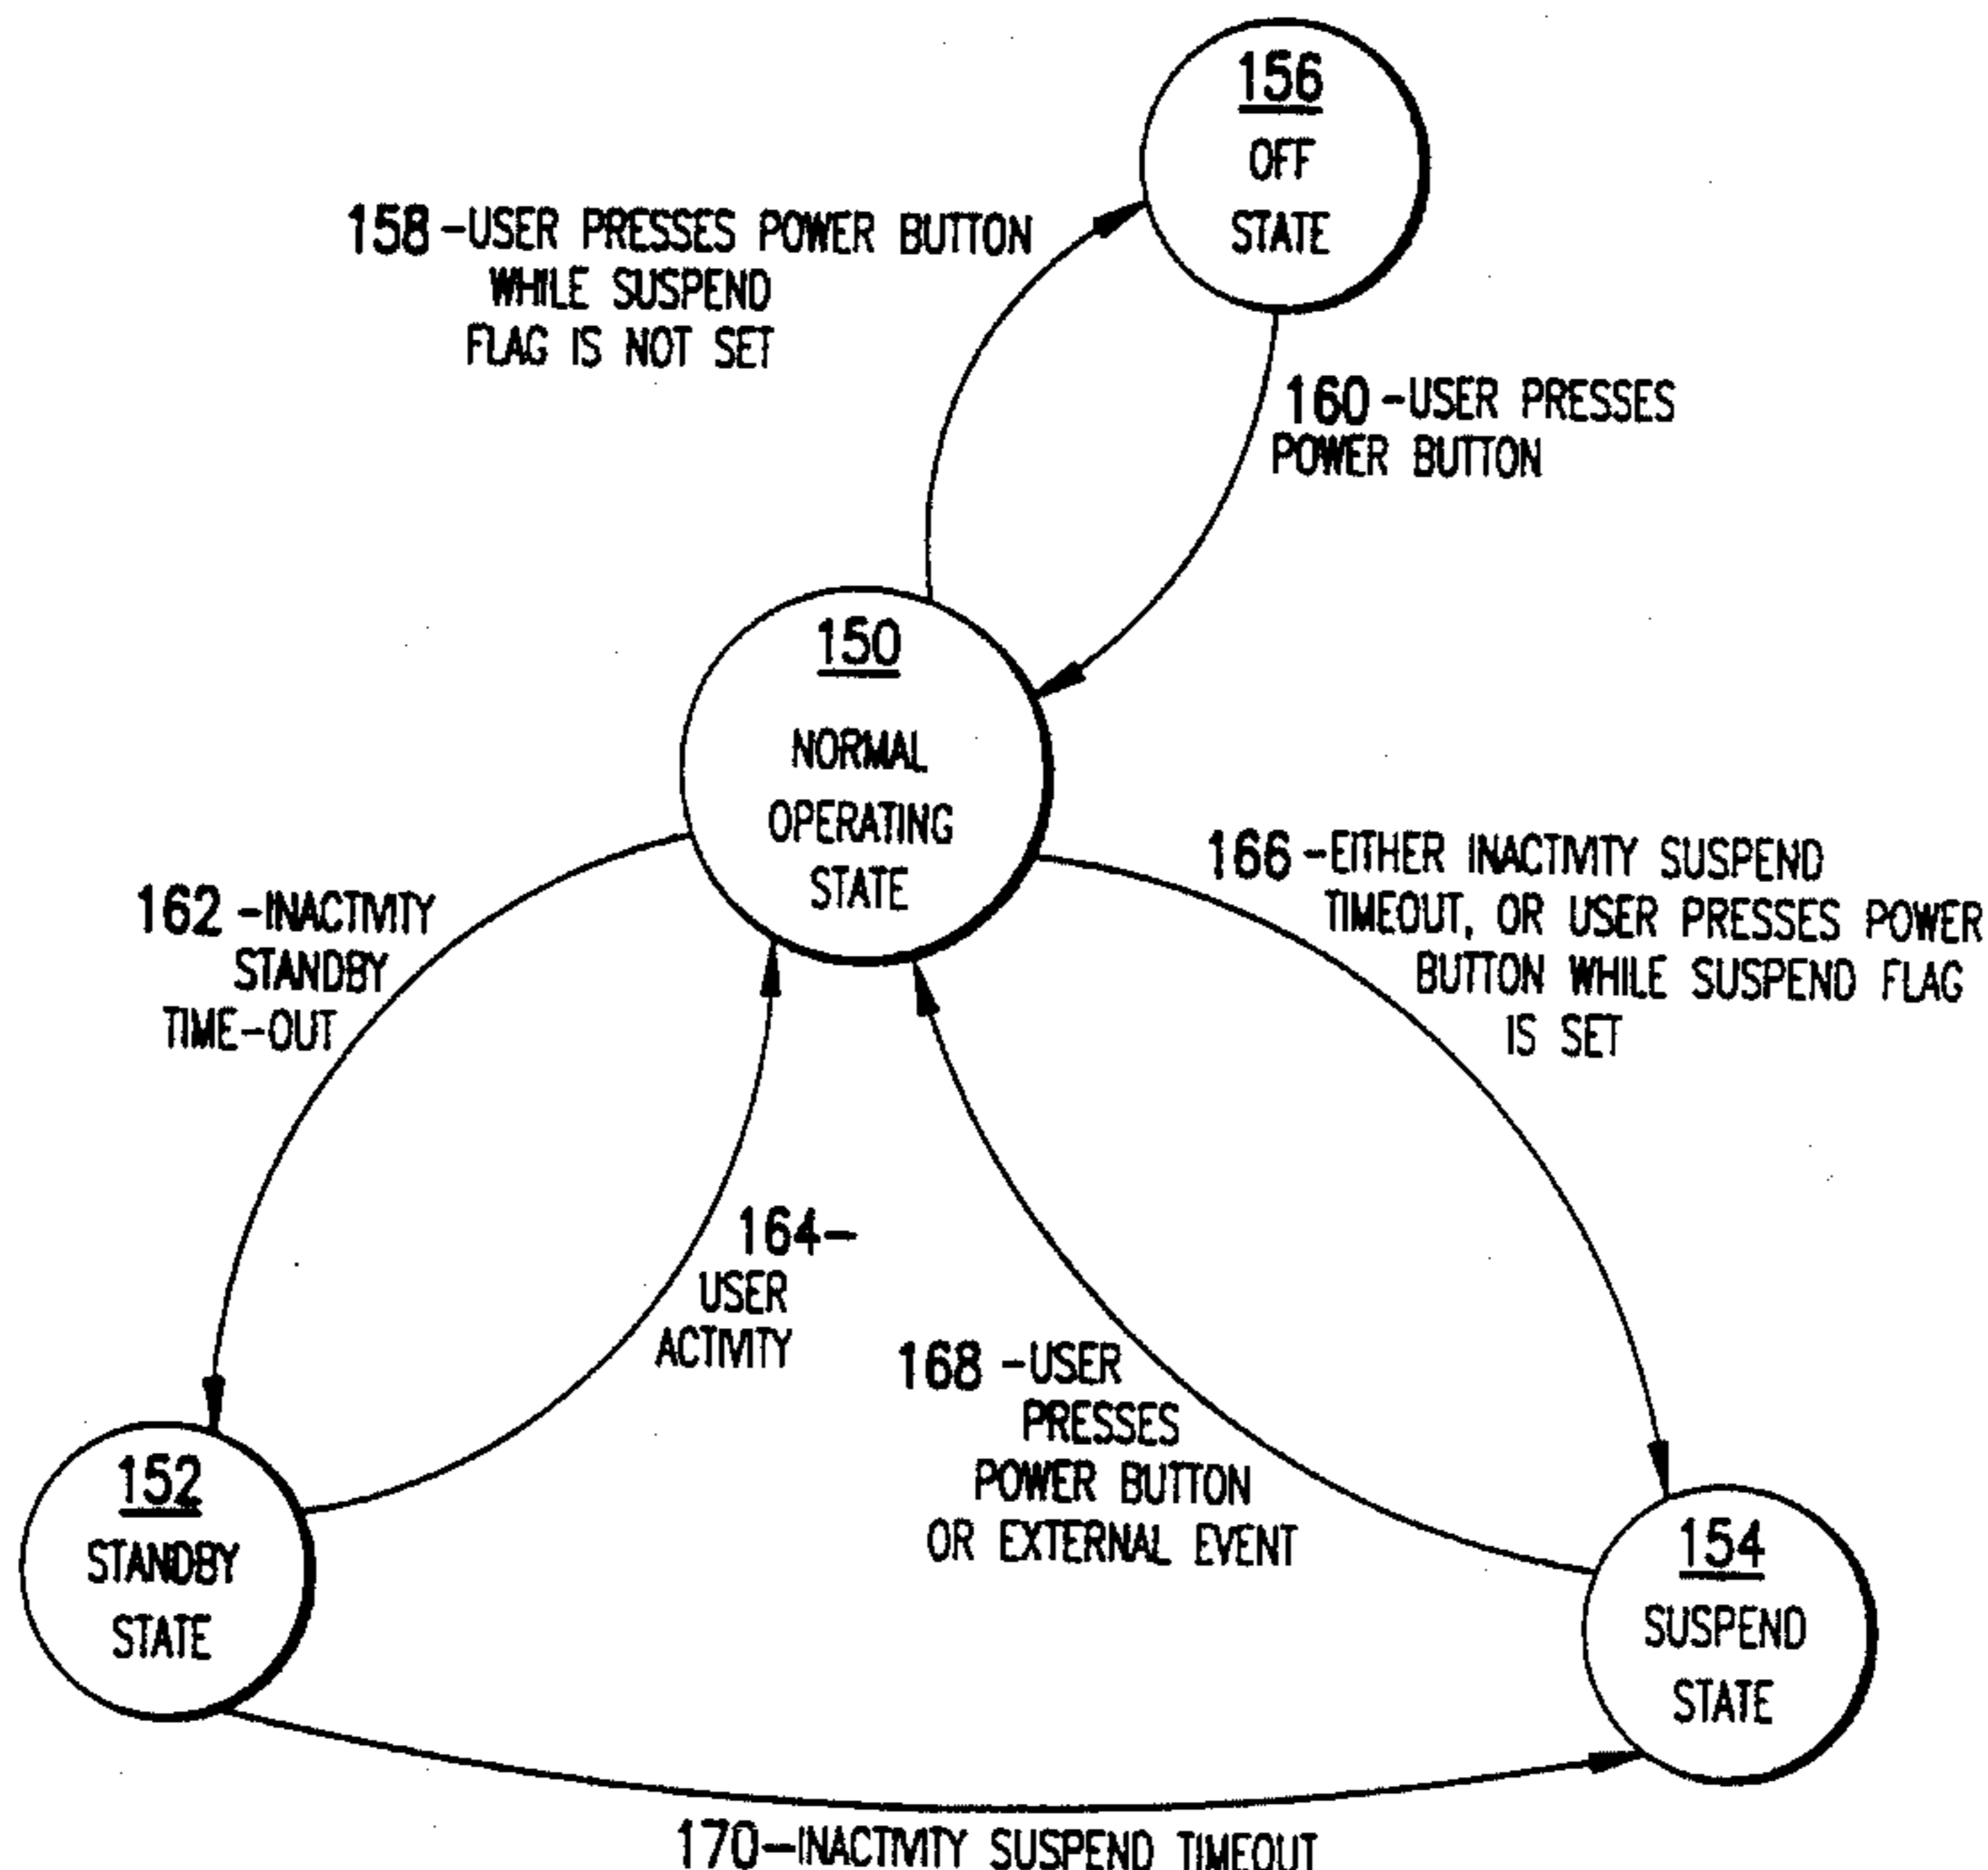 156
OFF
STATE
158-USER PRESSES POWER BUTTON
WHILE SUSPEND
FLAG IS NOT SET
160-USER PRESSES
POWER BUTTON
150
NORMAL
OPERATING
STATE
162-INACTIVITY
STANDBY
TIME-OUT
166-EITHER INACTIVITY SUSPEND
TIMEOUT, OR USER PRESSES POWER
BUTTON WHILE SUSPEND FLAG
IS SET
164-
USER
ACTIVITY
168-USER
PRESSES
POWER BUTTON
OR EXTERNAL EVENT
152
STANDBY
STATE
154
SUSPEND
STATE
170-INACTIVITY SUSPEND TIMEOUT